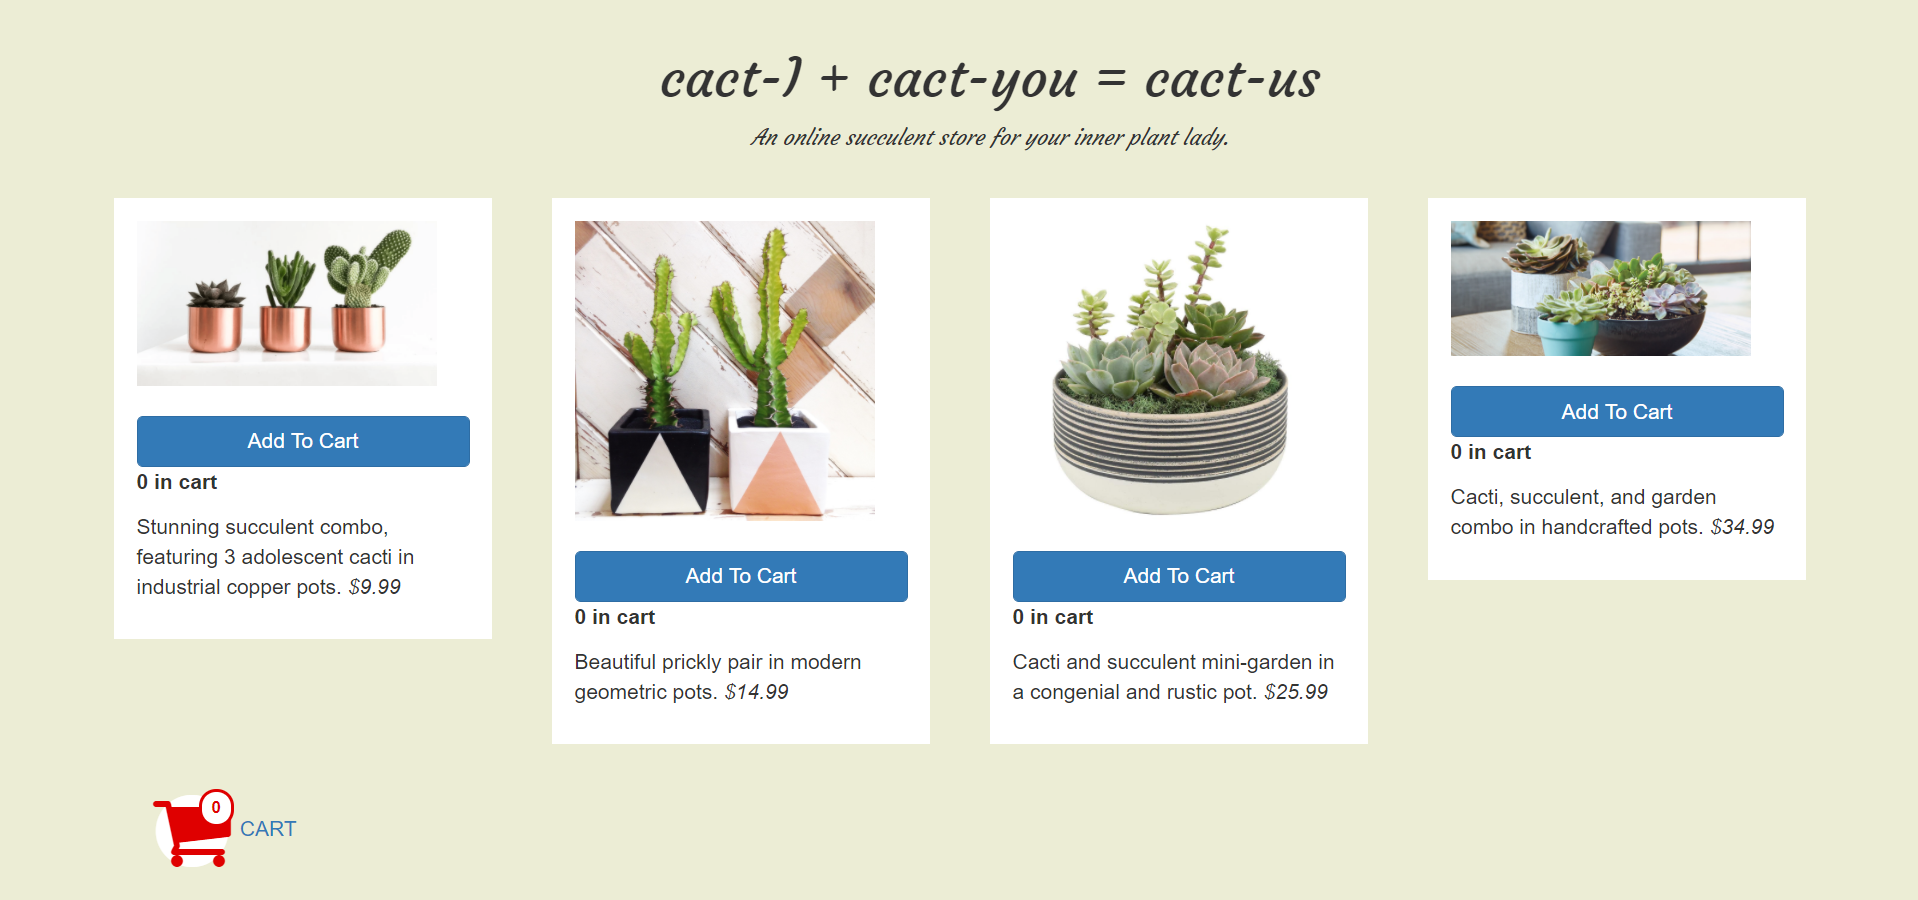 cact-I + cact-you = cact-us
An online succulent store for your inner plant lady.
Add To Cart
0 in cart
Stunning succulent combo,
featuring 3 adolescent cacti in
industrial copper pots. $9.99
Add To Cart
0 in cart
Beautiful prickly pair in modern
geometric pots. $14.99
Add To Cart
0 in cart
Cacti and succulent mini-garden in
a congenial and rustic pot. $25.99
Add To Cart
0 in cart
Cacti, succulent, and garden
combo in handcrafted pots. $34.99
0
CART